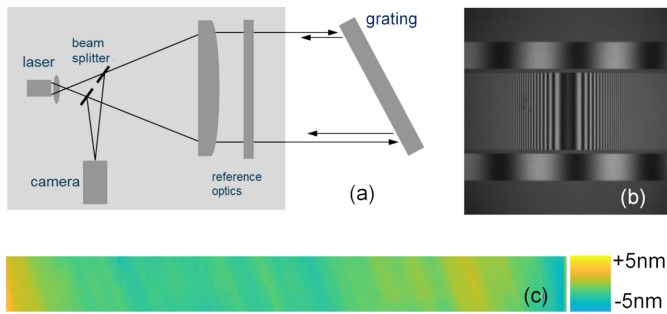 grating
beam
splitter
laser
camera
reference
optics
(a)
(b)
(c)
+5nm
-5nm